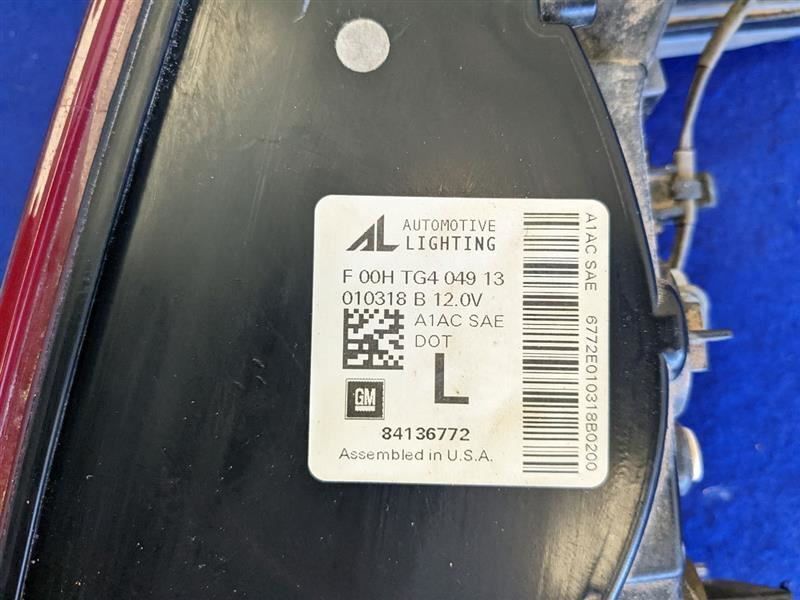 AL AUTOMOTIVE
LIGHTING
F 00H TG4 049 13
010318 B 12.0V
A1AC SAE
DOT
L
GM
84136772
Assembled in U.S.A.
A1AC SAE 6772E010318B0200